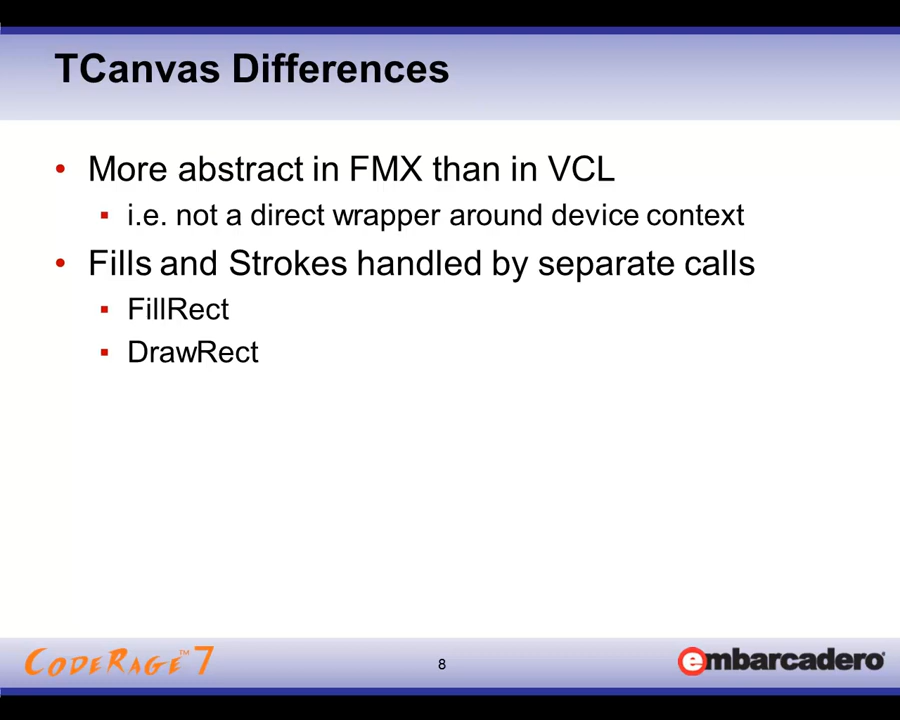 TCanvas Differences
• More abstract in FMX than in VCL
▪ i.e. not a direct wrapper around device context
• Fills and Strokes handled by separate calls
▪ FillRect
▪ DrawRect
CODERAGE™ 7
8
embarcadero®